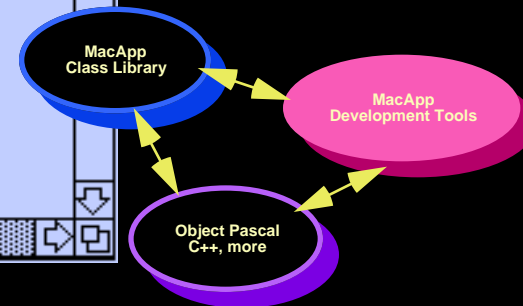 MacApp
Class Library
MacApp
Development Tools
Object Pascal
C++, more